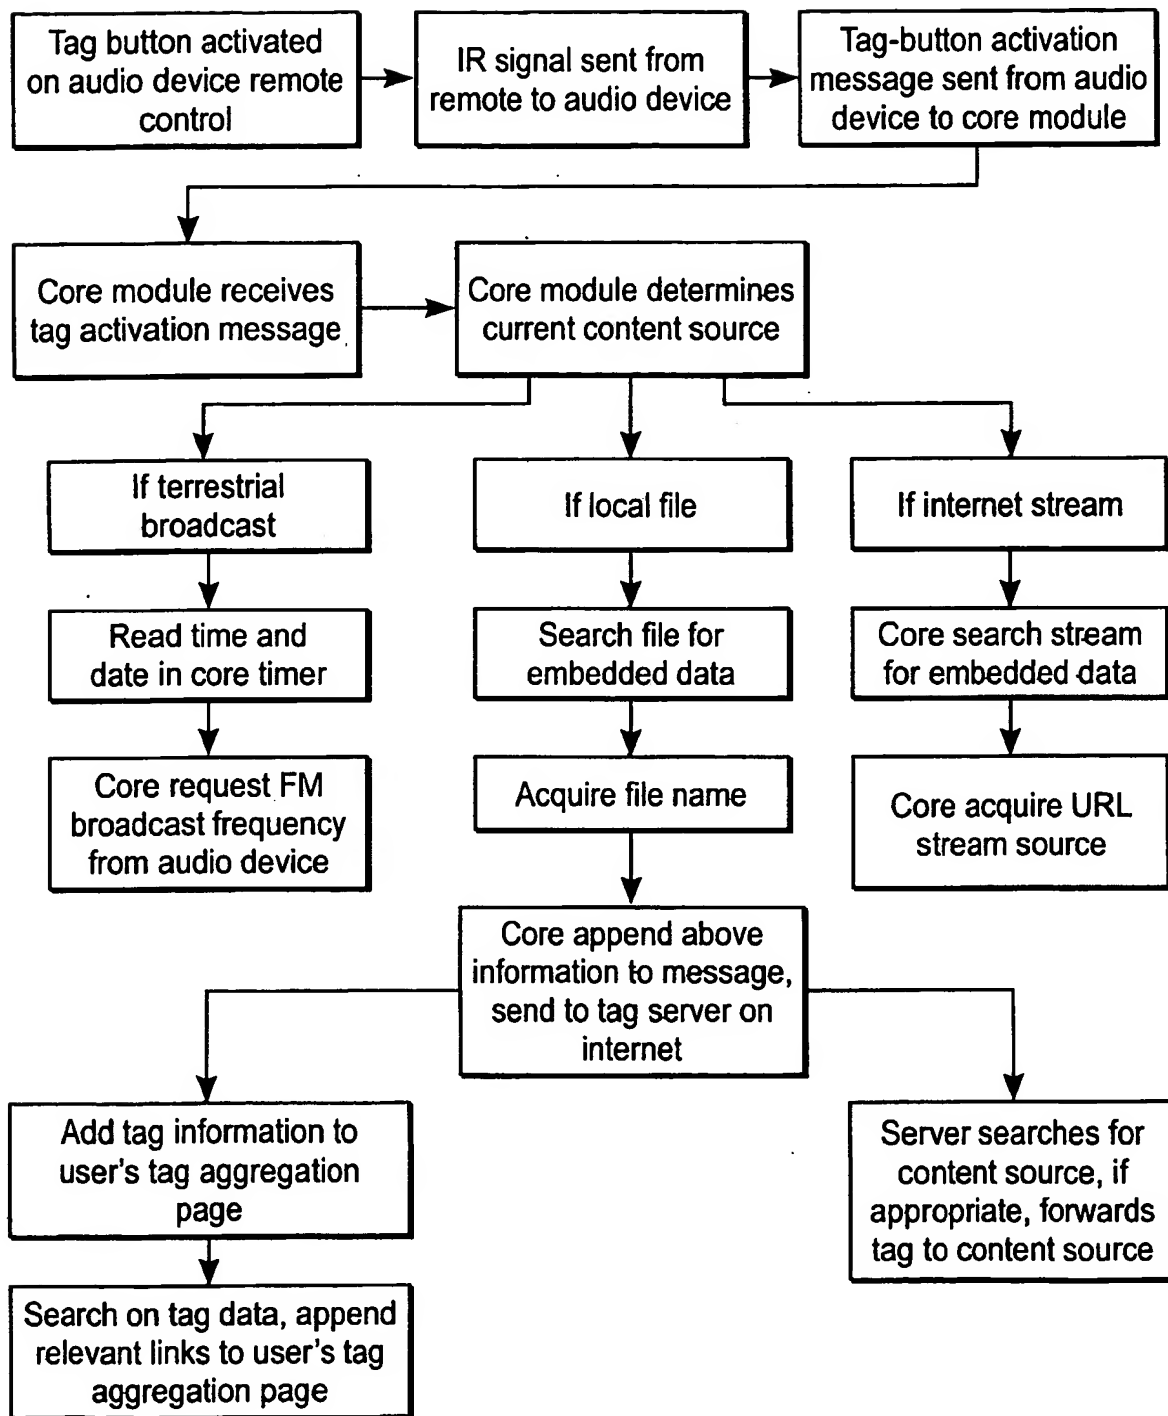 Tag button activated
on audio device remote
control
IR signal sent from
remote to audio device
Tag-button activation
message sent from audio
device to core module
Core module receives
tag activation message
Core module determines
current content source
If terrestrial
broadcast
If local file
If internet stream
Read time and
date in core timer
Search file for
embedded data
Core search stream
for embedded data
Core request FM
broadcast frequency
from audio device
Acquire file name
Core acquire URL
stream source
Core append above
information to message,
send to tag server on
internet
Add tag information to
user's tag aggregation
page
Server searches for
content source, if
appropriate, forwards
tag to content source
Search on tag data, append
relevant links to user's tag
aggregation page